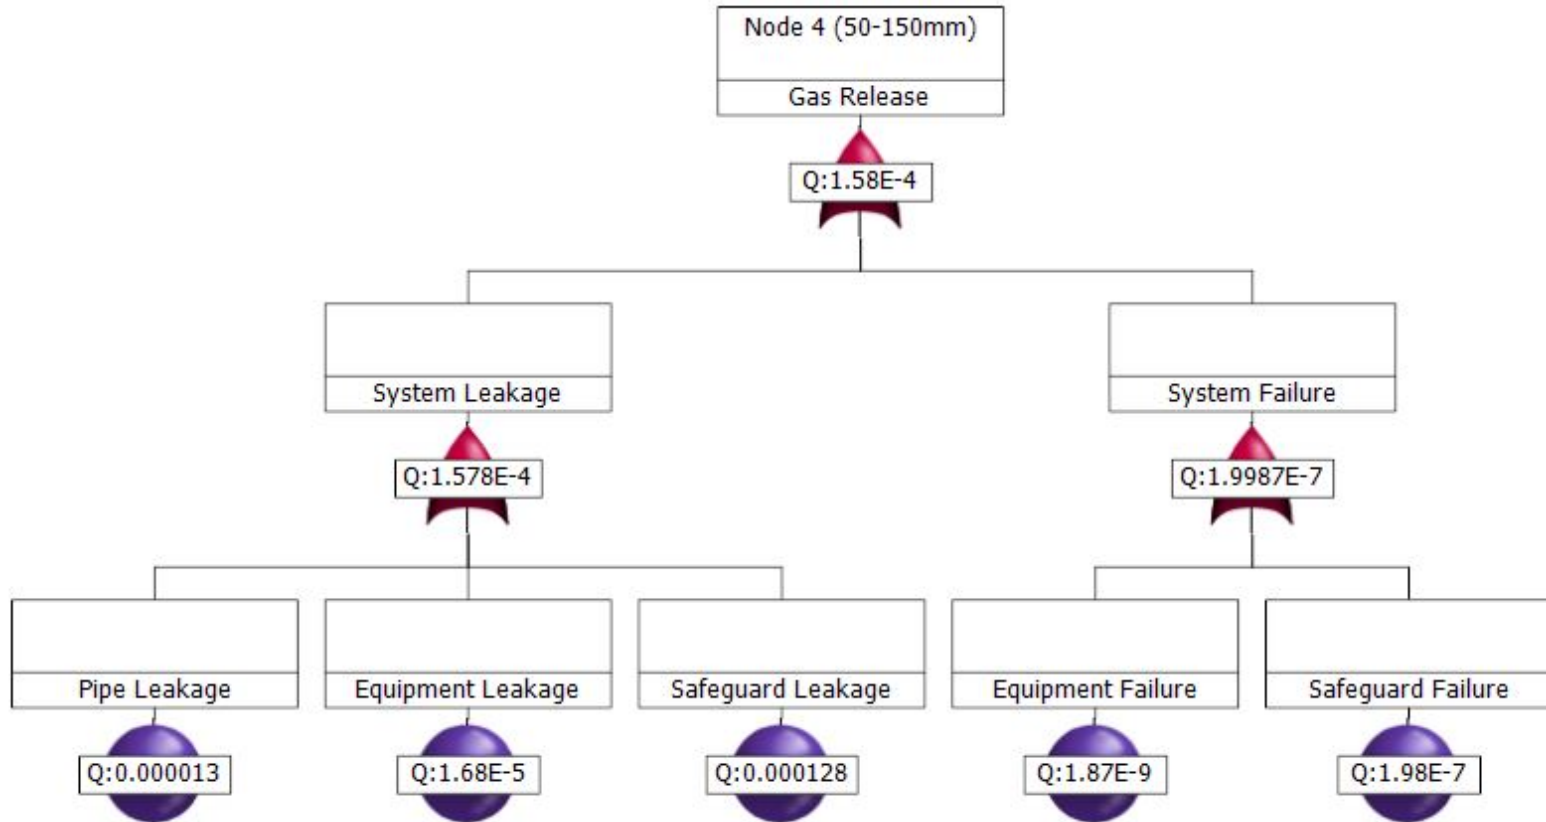 Node 4 (50-150mm)
Gas Release
Q:1.58E-4
System Leakage
System Failure
Q:1.578E-4
Q:1.9987E-7
Pipe Leakage
Equipment Leakage
Safeguard Leakage
Equipment Failure
Safeguard Failure
Q:0.000013
Q:1.68E-5
Q:0.000128
Q:1.87E-9
Q:1.98E-7